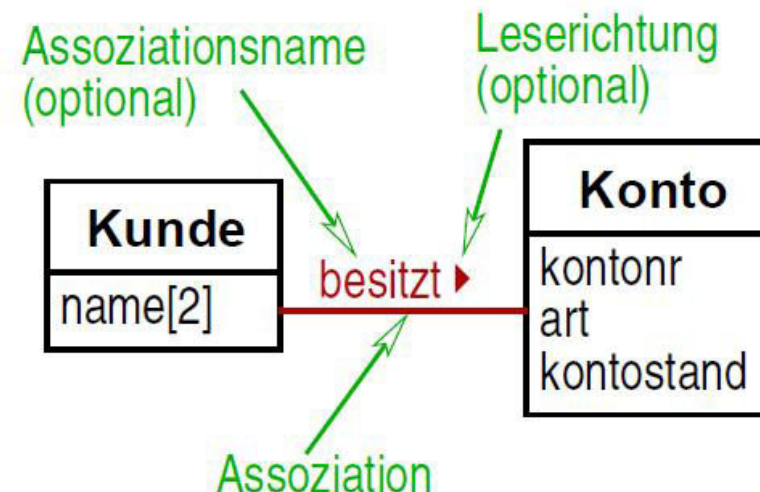 Assoziationsname
(optional)
Leserichtung
(optional)
Kunde
name[2]
besitzt
Konto
kontonr
art
kontostand
Assoziation